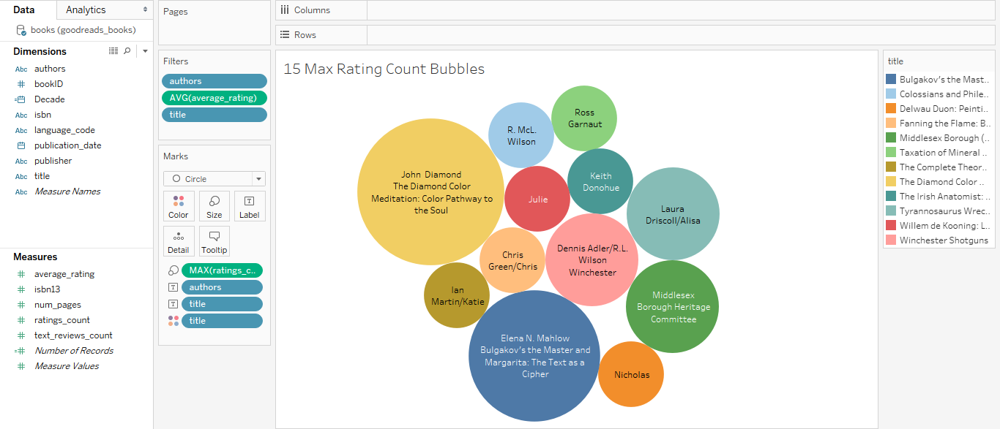 Data
Analytics
books (goodreads_books)
Dimensions
Abc authors
bookID
Decade
Abc isbn
Abc language_code
publication_date
Abc publisher
Abc title
Abc Measure Names
Measures
average_rating
isbn13
num_pages
ratings_count
text_reviews_count
Number of Records
Measure Values
Pages
Filters
authors
AVG(average_rating)
title
Marks
Circle
Color
Size
Label
Detail
Tooltip
MAX(ratings_c..
authors
title
title
Columns
Rows
15 Max Rating Count Bubbles
Ross
Garnaut
R. McL.
Wilson
John Diamond
The Diamond Color
Meditation: Color Pathway to
the Soul
Keith
Donohue
Julie
Laura
Driscoll/Alisa
Chris
Green/Chris
Dennis Adler/R.L.
Wilson
Winchester
Ian
Martin/Katie
Middlesex
Borough Heritage
Committee
Elena N. Mahlow
Bulgakov's the Master and
Margarita: The Text as a
Cipher
Nicholas
title
Bulgakov's the Mast..
Colossians and Phile..
Delwau Duon: Peinti..
Fanning the Flame: B..
Middlesex Borough (..
Taxation of Mineral ..
The Complete Theor..
The Diamond Color ..
The Irish Anatomist: ..
Tyrannosaurus Wrec..
Willem de Kooning: L..
Winchester Shotguns